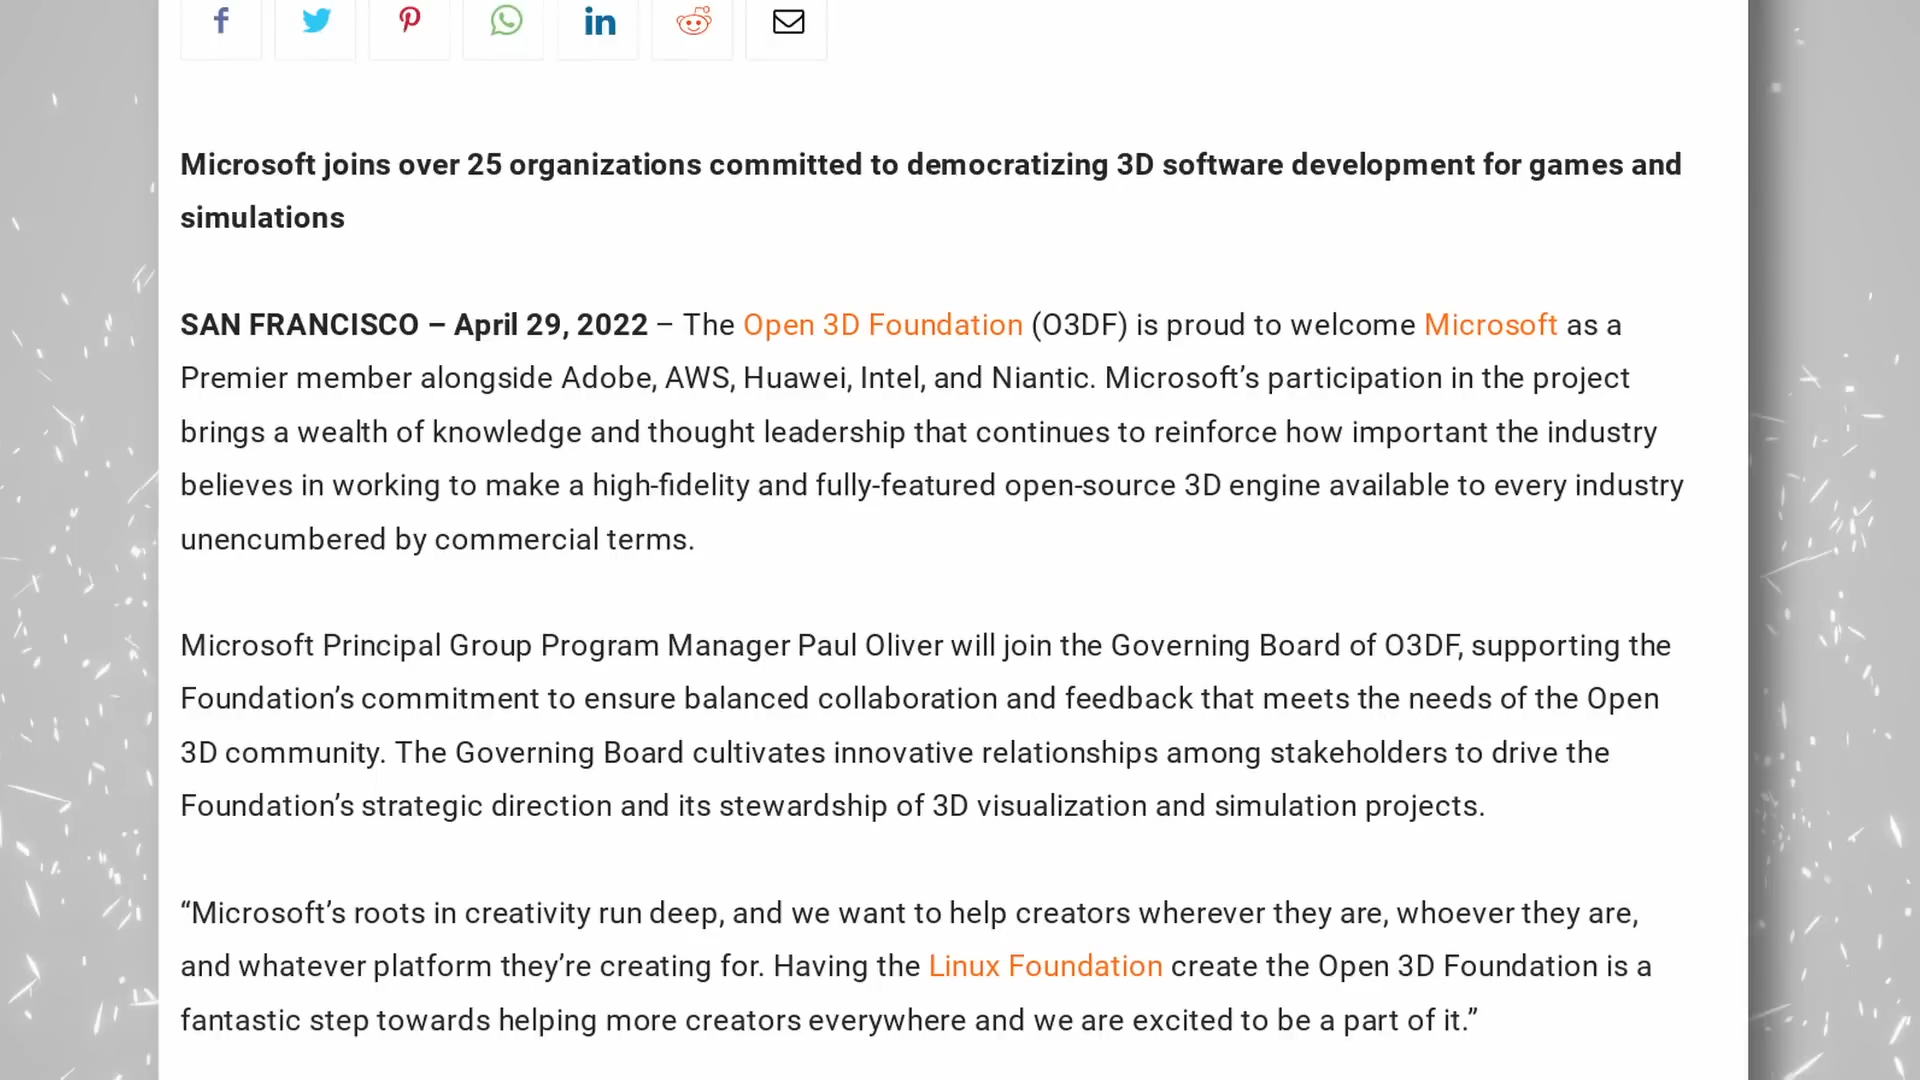 Microsoft joins over 25 organizations committed to democratizing 3D software development for games and
simulations
SAN FRANCISCO – April 29, 2022 – The Open 3D Foundation (O3DF) is proud to welcome Microsoft as a
Premier member alongside Adobe, AWS, Huawei, Intel, and Niantic. Microsoft’s participation in the project
brings a wealth of knowledge and thought leadership that continues to reinforce how important the industry
believes in working to make a high-fidelity and fully-featured open-source 3D engine available to every industry
unencumbered by commercial terms.
Microsoft Principal Group Program Manager Paul Oliver will join the Governing Board of O3DF, supporting the
Foundation’s commitment to ensure balanced collaboration and feedback that meets the needs of the Open
3D community. The Governing Board cultivates innovative relationships among stakeholders to drive the
Foundation’s strategic direction and its stewardship of 3D visualization and simulation projects.
“Microsoft’s roots in creativity run deep, and we want to help creators wherever they are, whoever they are,
and whatever platform they’re creating for. Having the Linux Foundation create the Open 3D Foundation is a
fantastic step towards helping more creators everywhere and we are excited to be a part of it.”